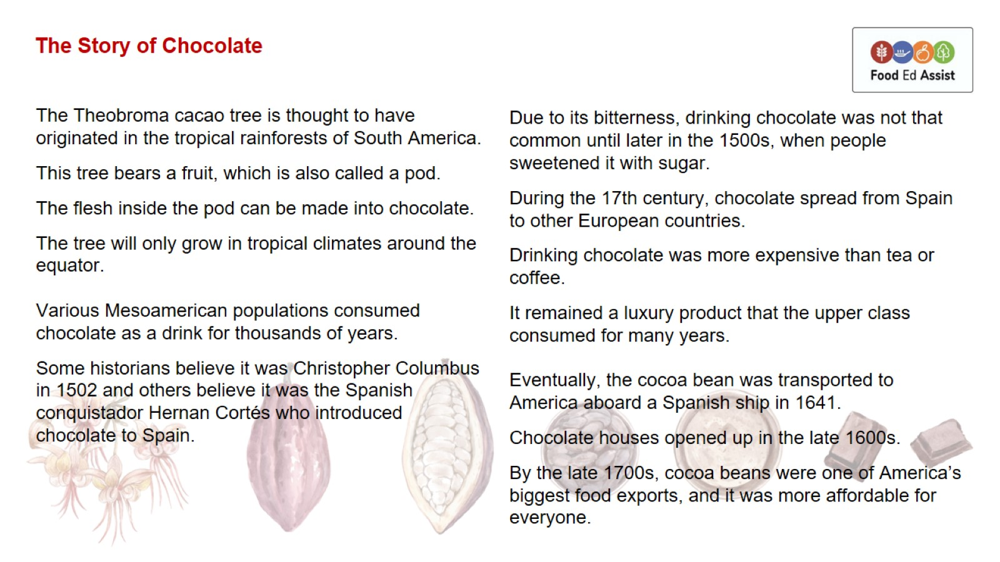 The Story of Chocolate
Food Ed Assist
The Theobroma cacao tree is thought to have
originated in the tropical rainforests of South America.
This tree bears a fruit, which is also called a pod.
The flesh inside the pod can be made into chocolate.
The tree will only grow in tropical climates around the
equator.
Various Mesoamerican populations consumed
chocolate as a drink for thousands of years.
Some historians believe it was Christopher Columbus
in 1502 and others believe it was the Spanish
conquistador Hernan Cortés who introduced
chocolate to Spain.
Due to its bitterness, drinking chocolate was not that
common until later in the 1500s, when people
sweetened it with sugar.
During the 17th century, chocolate spread from Spain
to other European countries.
Drinking chocolate was more expensive than tea or
coffee.
It remained a luxury product that the upper class
consumed for many years.
Eventually, the cocoa bean was transported to
America aboard a Spanish ship in 1641.
Chocolate houses opened up in the late 1600s.
By the late 1700s, cocoa beans were one of America’s
biggest food exports, and it was more affordable for
everyone.